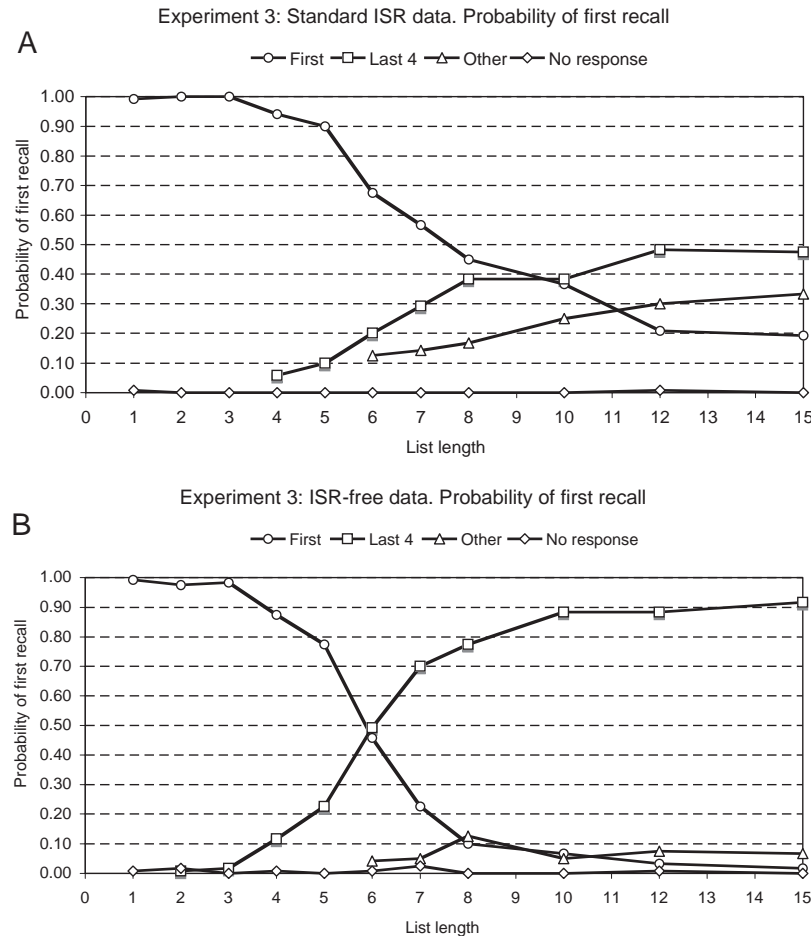 Experiment 3: Standard ISR data. Probability of first recall
A
First Last 4 Other No response
1.00
0.90
0.80
0.70
0.60
0.50
0.40
0.30
0.20
0.10
0.00
Probability of first recall
0 1 2 3 4 5 6 7 8 9 10 11 12 13 14 15
List length
Experiment 3: ISR-free data. Probability of first recall
B
First Last 4 Other No response
1.00
0.90
0.80
0.70
0.60
0.50
0.40
0.30
0.20
0.10
0.00
Probability of first recall
0 1 2 3 4 5 6 7 8 9 10 11 12 13 14 15
List length